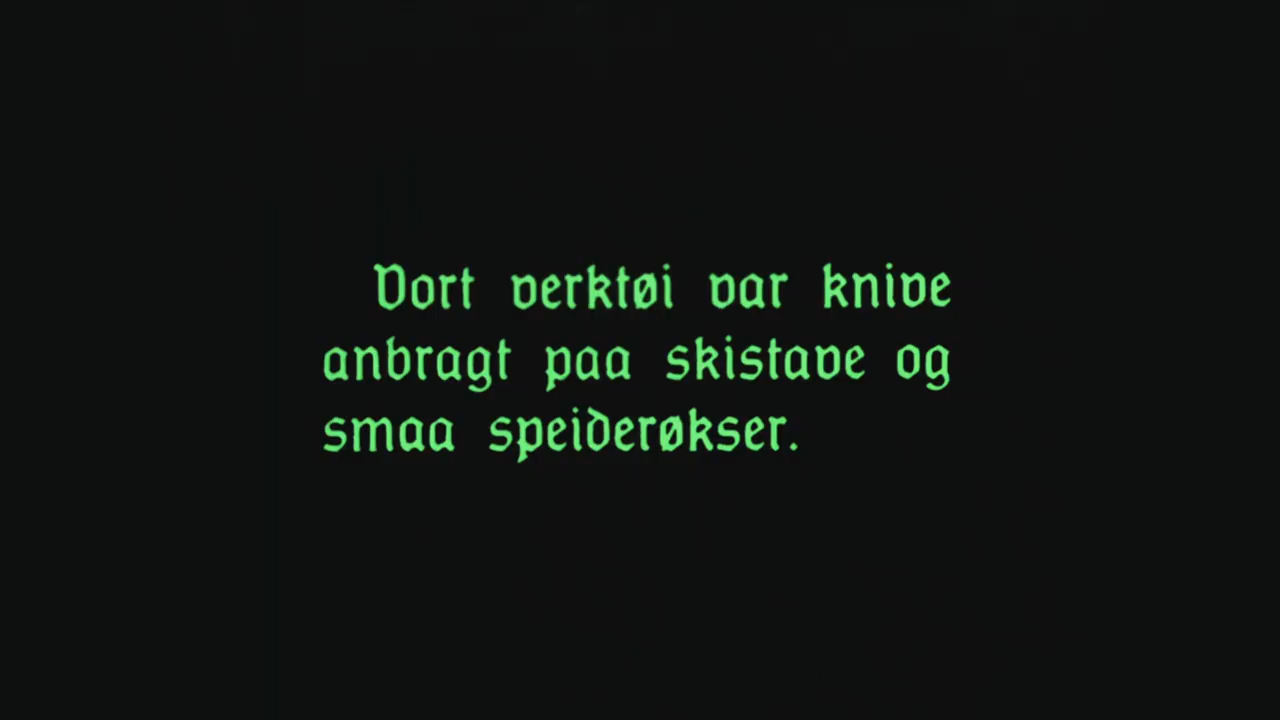 Vort verktøi var knive
anbragt paa skistave og
smaa speiderøkser.